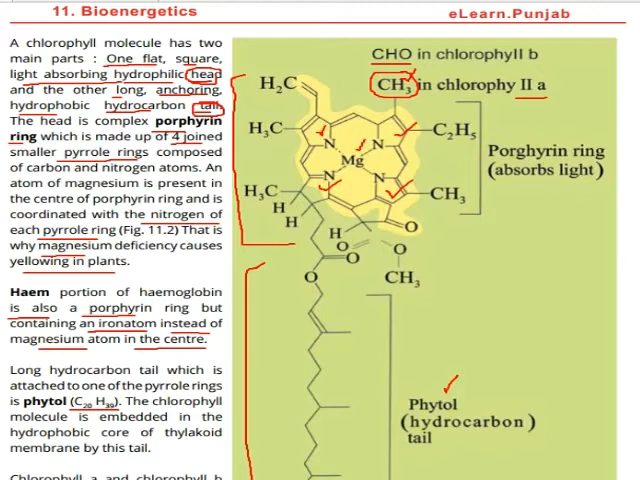 11. Bioenergetics
eLearn.Punjab
A chlorophyll molecule has two
main parts : One flat, square,
light absorbing hydrophilic head
and the other long, anchoring,
hydrophobic hydrocarbon tail.
The head is complex porphyrin
ring which is made up of 4 joined
smaller pyrrole rings composed
of carbon and nitrogen atoms. An
atom of magnesium is present in
the centre of porphyrin ring and is
coordinated with the nitrogen of
each pyrrole ring (Fig. 11.2) That is
why magnesium deficiency causes
yellowing in plants.
Haem portion of haemoglobin
is also a porphyrin ring but
containing an ironatom instead of
magnesium atom in the centre.
Long hydrocarbon tail which is
attached to one of the pyrrole rings
is phytol (C20 H39). The chlorophyll
molecule is embedded in the
hydrophobic core of thylakoid
membrane by this tail.
Chlorophyll a and chlorophyll b
CHO in chlorophyII b
CH3 in chlorophy II a
H2C
H3C
C2H5
N
N
Mg
N
N
H3C
CH3
H
H
H
O
O
O
O
CH3
O
Porghyrin ring
(absorbs light)
Phytol
(hydrocarbon)
tail